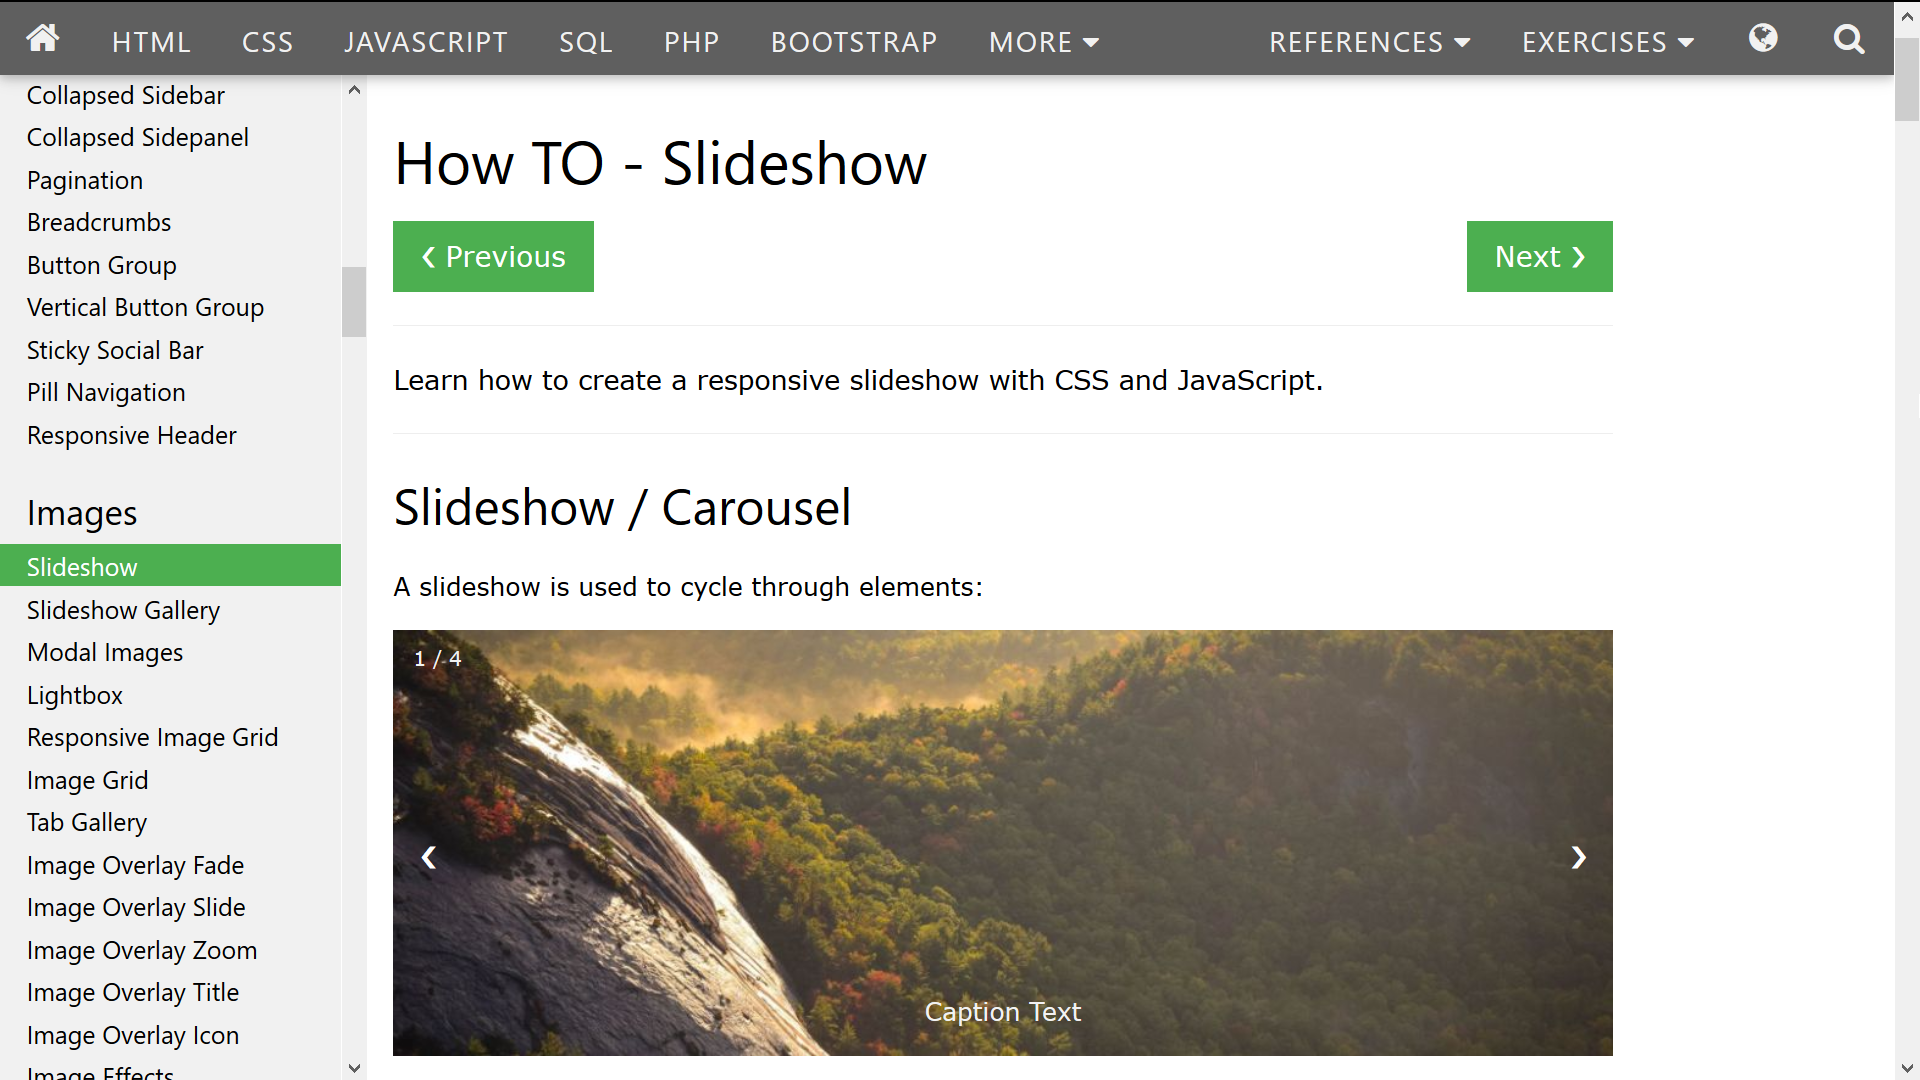 HTML CSS JAVASCRIPT SQL PHP BOOTSTRAP MORE REFERENCES EXERCISES
Collapsed Sidebar
Collapsed Sidepanel
Pagination
Breadcrumbs
Button Group
Vertical Button Group
Sticky Social Bar
Pill Navigation
Responsive Header
Images
Slideshow
Slideshow Gallery
Modal Images
Lightbox
Responsive Image Grid
Image Grid
Tab Gallery
Image Overlay Fade
Image Overlay Slide
Image Overlay Zoom
Image Overlay Title
Image Overlay Icon
Image Effects
How TO - Slideshow
❮ Previous
Next ❯
Learn how to create a responsive slideshow with CSS and JavaScript.
Slideshow / Carousel
A slideshow is used to cycle through elements:
1 / 4
❮
❯
Caption Text